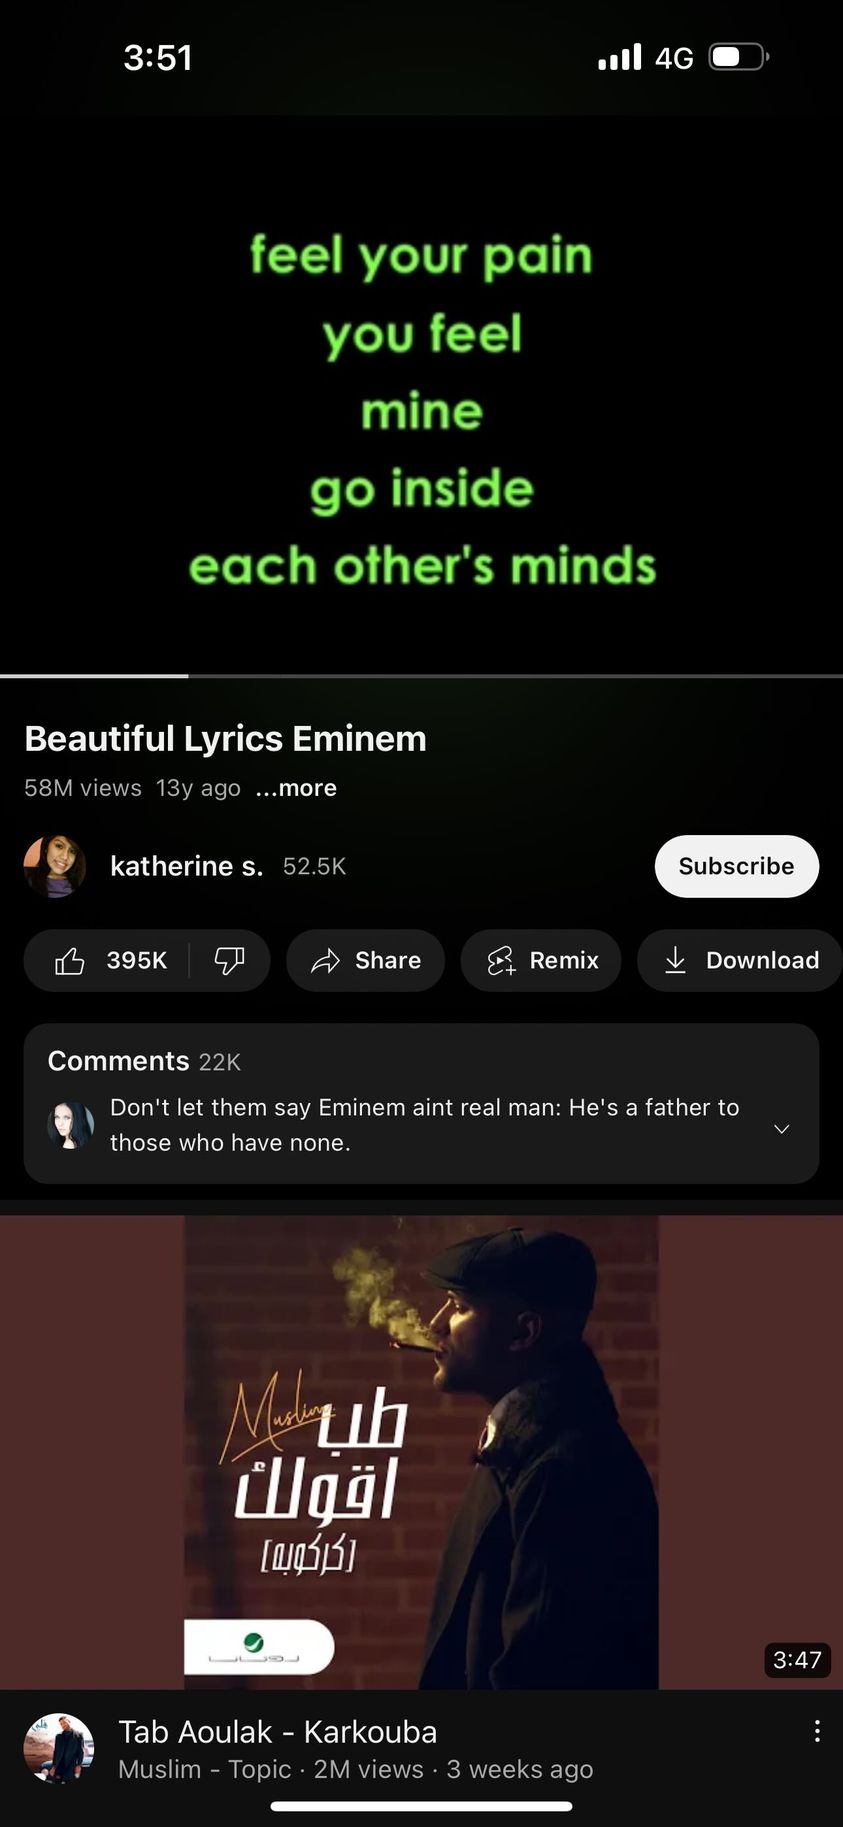 3:51
4G
feel your pain
you feel
mine
go inside
each other's minds
Beautiful Lyrics Eminem
58M views 13y ago ...more
katherine s. 52.5K
Subscribe
395K
Share
Remix
Download
Comments 22K
Don't let them say Eminem aint real man: He's a father to
those who have none.
Muslim
طب
اقولك
[كركوبه]
روتانا
3:47
Tab Aoulak - Karkouba
Muslim - Topic · 2M views · 3 weeks ago